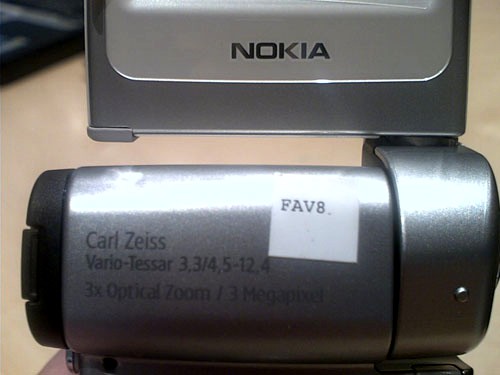 NOKIA
FAV8.
Carl Zeiss
Vario-Tessar 3,3/4,5-12,4
3x Optical Zoom / 3 Megapixel